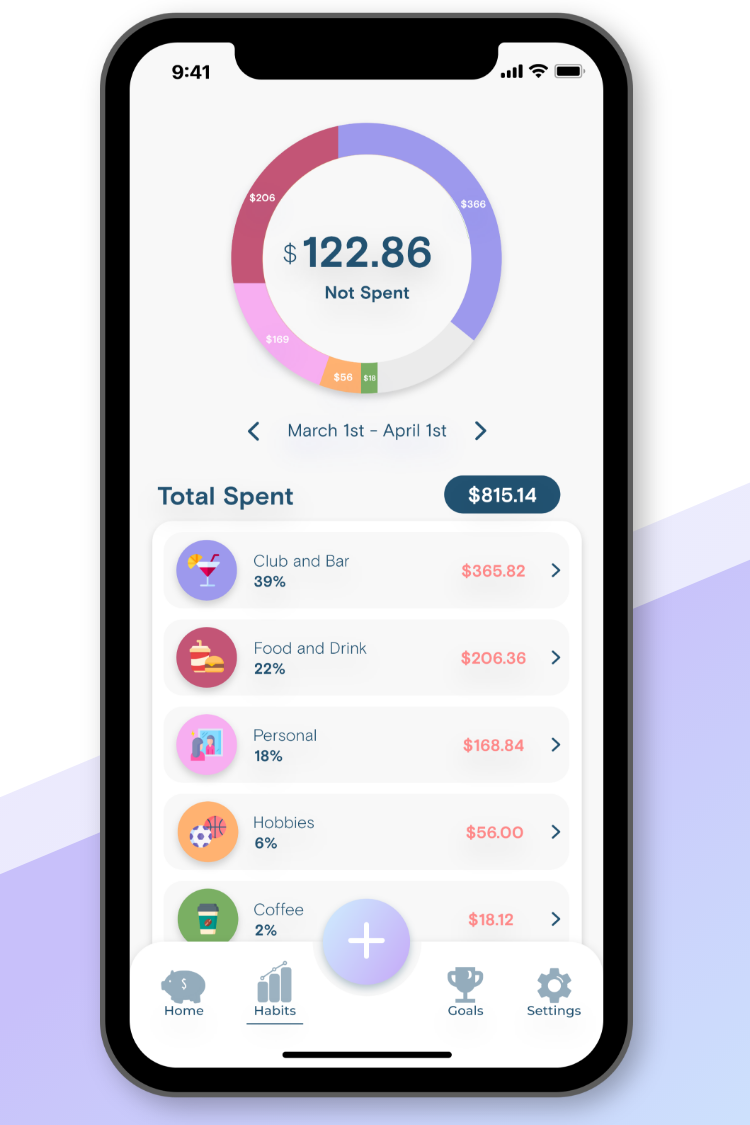 9:41
$206
$366
$ 122.86
Not Spent
$169
$56
$18
March 1st - April 1st
Total Spent
$815.14
Club and Bar
39%
$365.82
Food and Drink
22%
$206.36
Personal
18%
$168.84
Hobbies
6%
$56.00
Coffee
2%
$18.12
Home
Habits
Goals
Settings